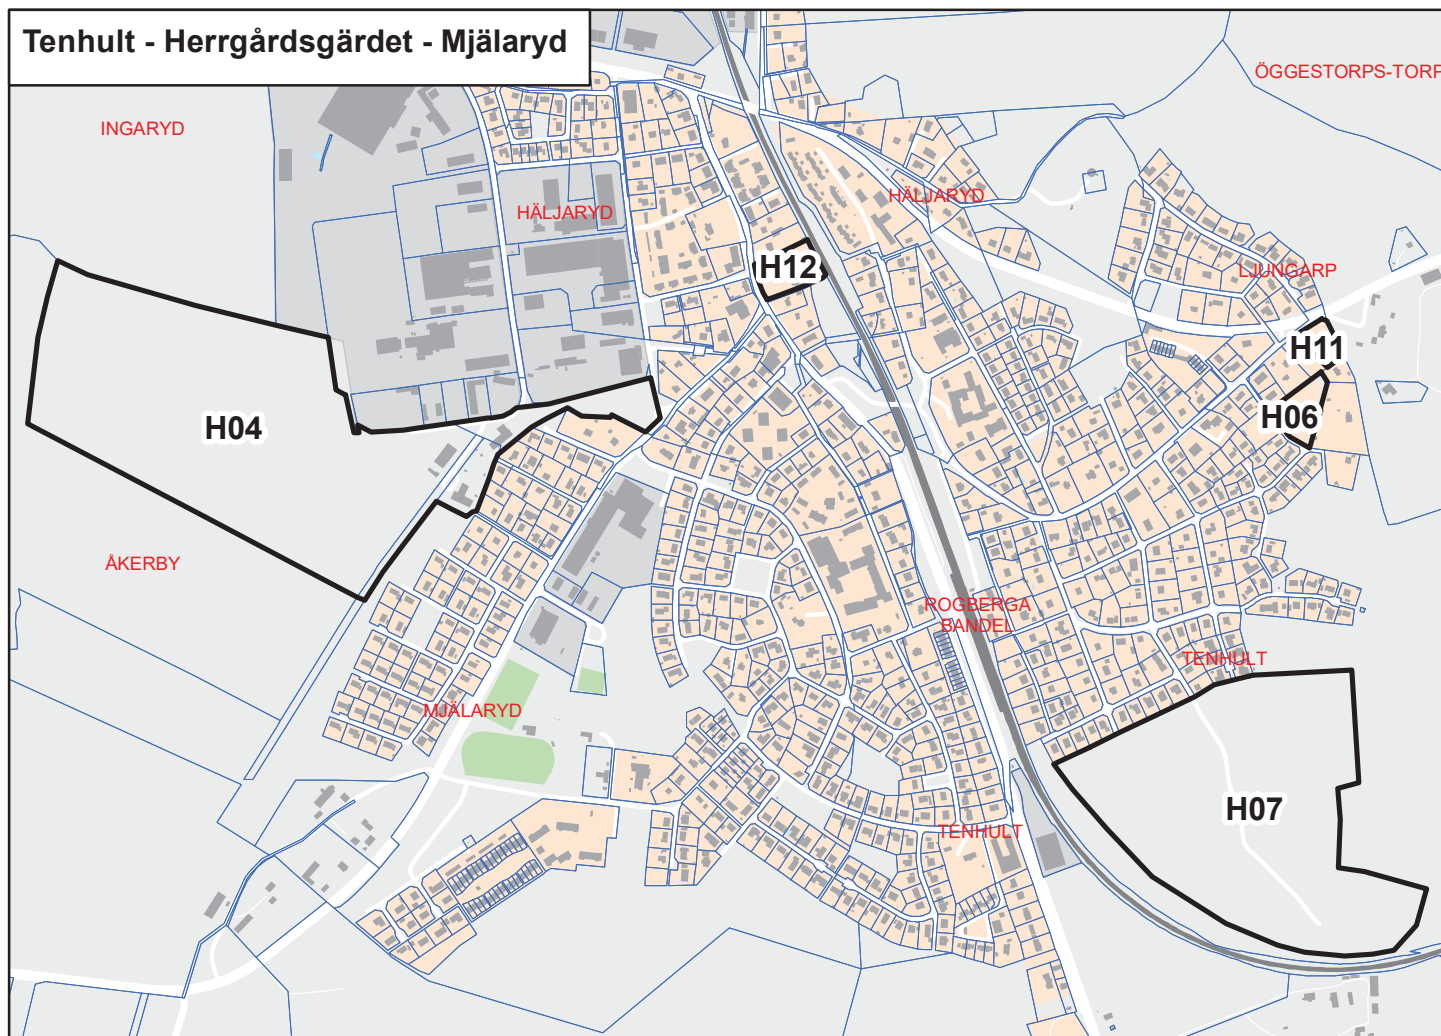 Tenhult - Herrgårdsgärdet - Mjälaryd
ÖGGESTORPS-TORP
INGARYD
HÄLJARYD
HÄLJARYD
H12
LJUNGARP
H11
H04
H06
ÅKERBY
ROGBERGA
BANDEL
TENHULT
MJÄLARYD
H07
TENHULT